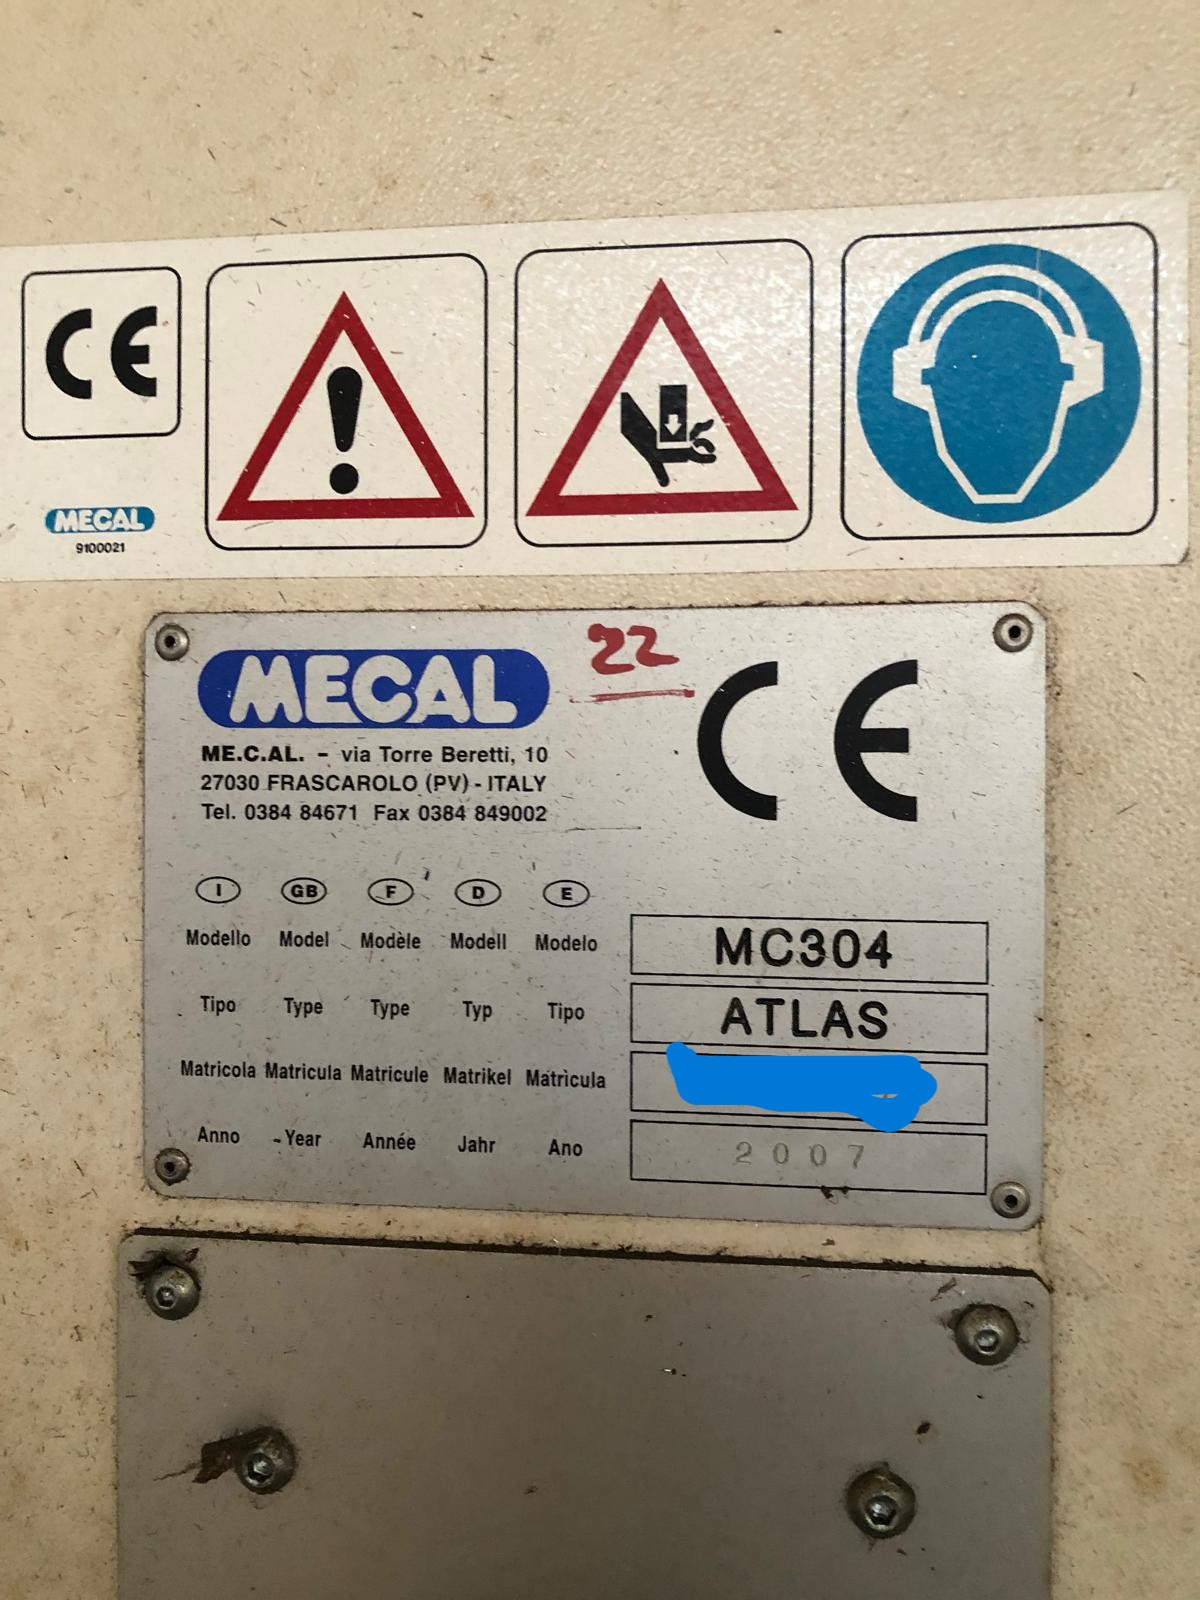 CE
MECAL
9100021
MECAL
22
CE
ME.C.AL. - via Torre Beretti, 10
27030 FRASCAROLO (PV) - ITALY
Tel. 0384 84671 Fax 0384 849002
I GB F D E
Modello Model Modèle Modell Modelo MC304
Tipo Type Type Typ Tipo ATLAS
Matricola Matricula Matricule Matrikel Matricula
Anno Year Année Jahr Ano 2007